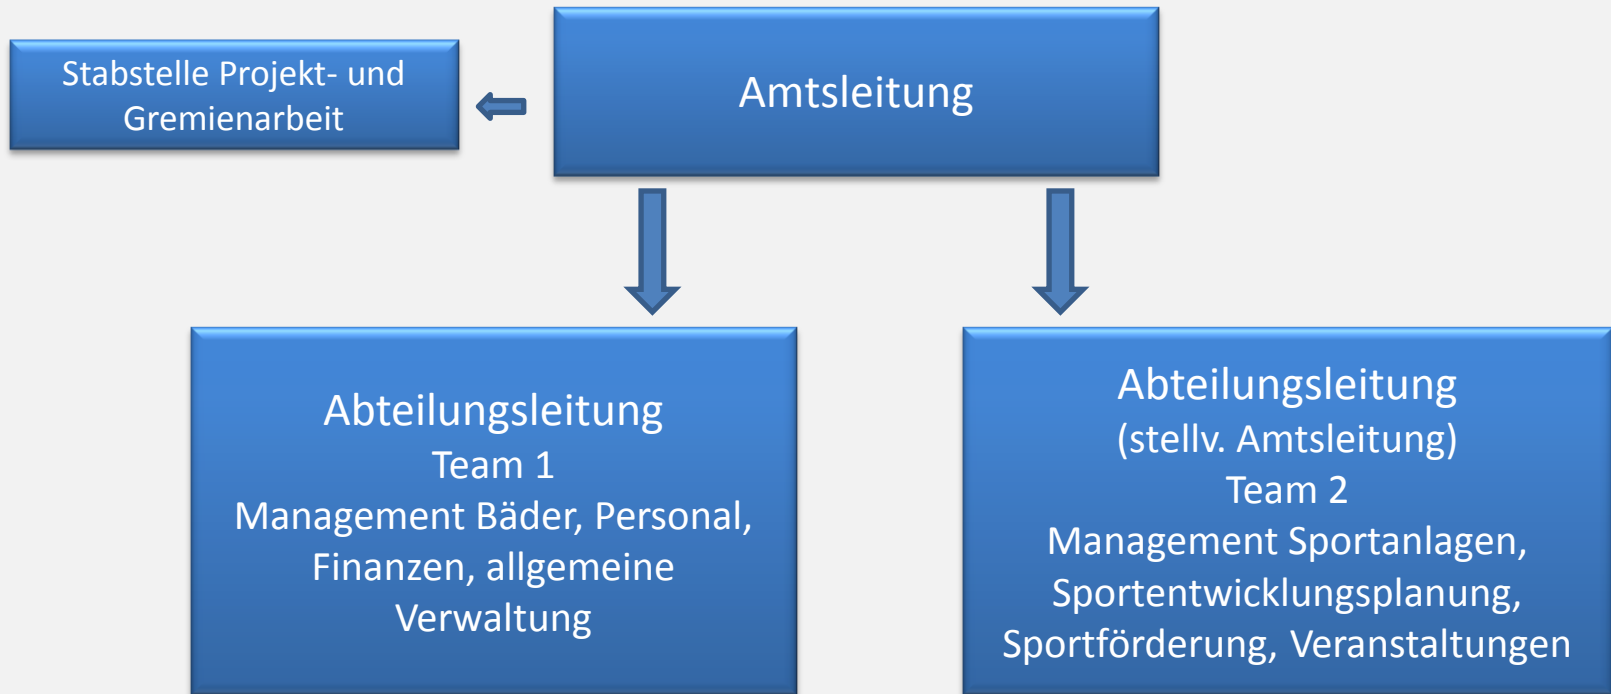 Stabstelle Projekt- und
Gremienarbeit
Amtsleitung
Abteilungsleitung
Team 1
Management Bäder, Personal,
Finanzen, allgemeine
Verwaltung
Abteilungsleitung
(stellv. Amtsleitung)
Team 2
Management Sportanlagen,
Sportentwicklungsplanung,
Sportförderung, Veranstaltungen